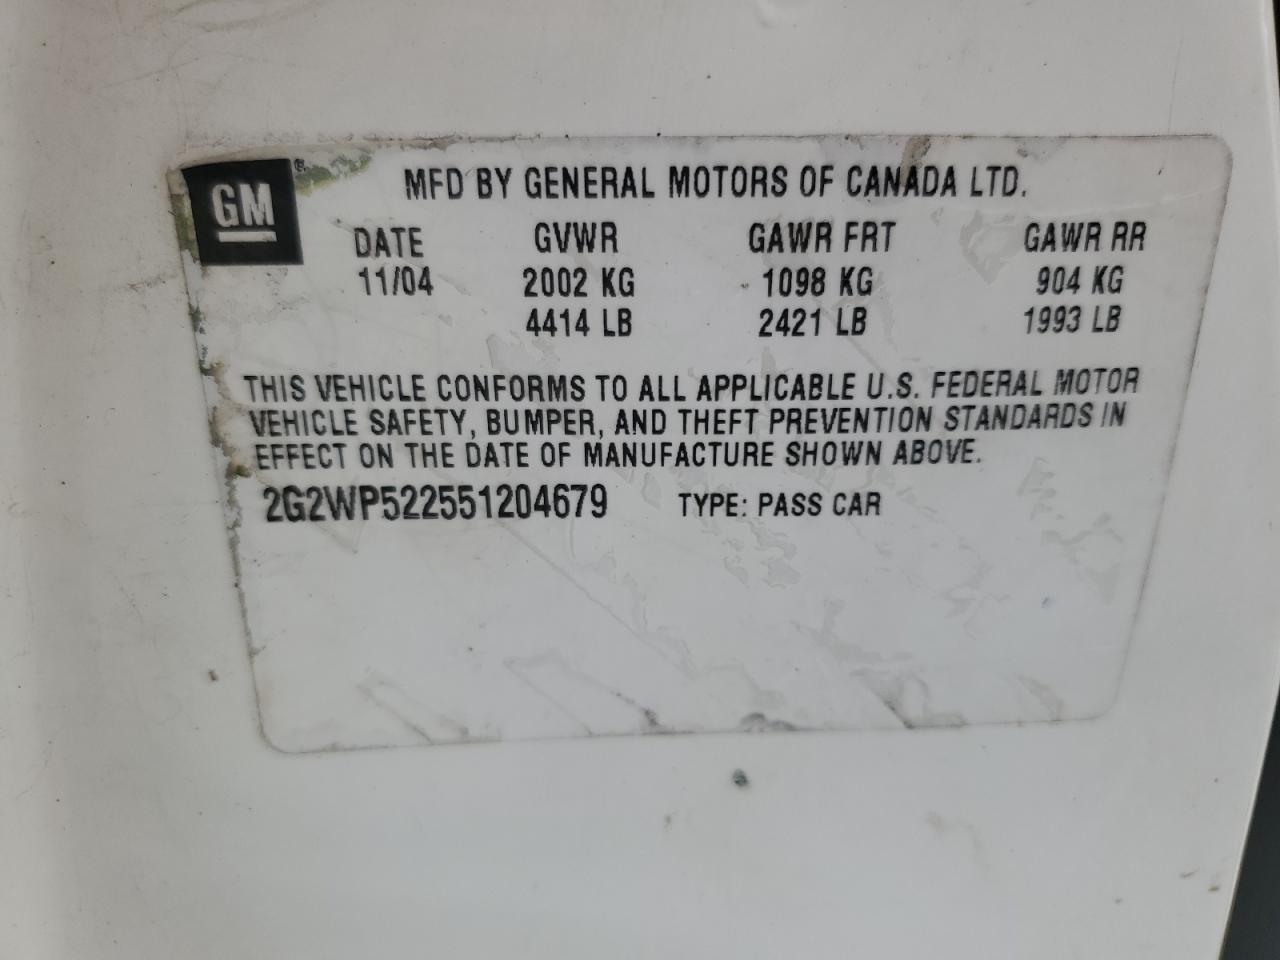 GM®
MFD BY GENERAL MOTORS OF CANADA LTD.
DATE GVWR GAWR FRT GAWR RR
11/04 2002 KG 1098 KG 904 KG
4414 LB 2421 LB 1993 LB
THIS VEHICLE CONFORMS TO ALL APPLICABLE U.S. FEDERAL MOTOR
VEHICLE SAFETY, BUMPER, AND THEFT PREVENTION STANDARDS IN
EFFECT ON THE DATE OF MANUFACTURE SHOWN ABOVE.
2G2WP522551204679 TYPE: PASS CAR